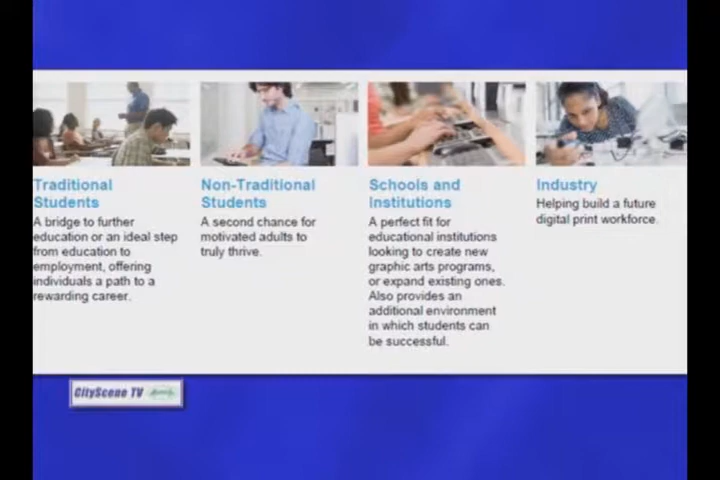 Traditional
Students
A bridge to further
education or an ideal step
from education to
employment, offering
individuals a path to a
rewarding career.
Non-Traditional
Students
A second chance for
motivated adults to
truly thrive.
Schools and
Institutions
A perfect fit for
educational institutions
looking to create new
graphic arts programs,
or expand existing ones.
Also provides an
additional environment
in which students can
be successful.
Industry
Helping build a future
digital print workforce.
CityScene TV